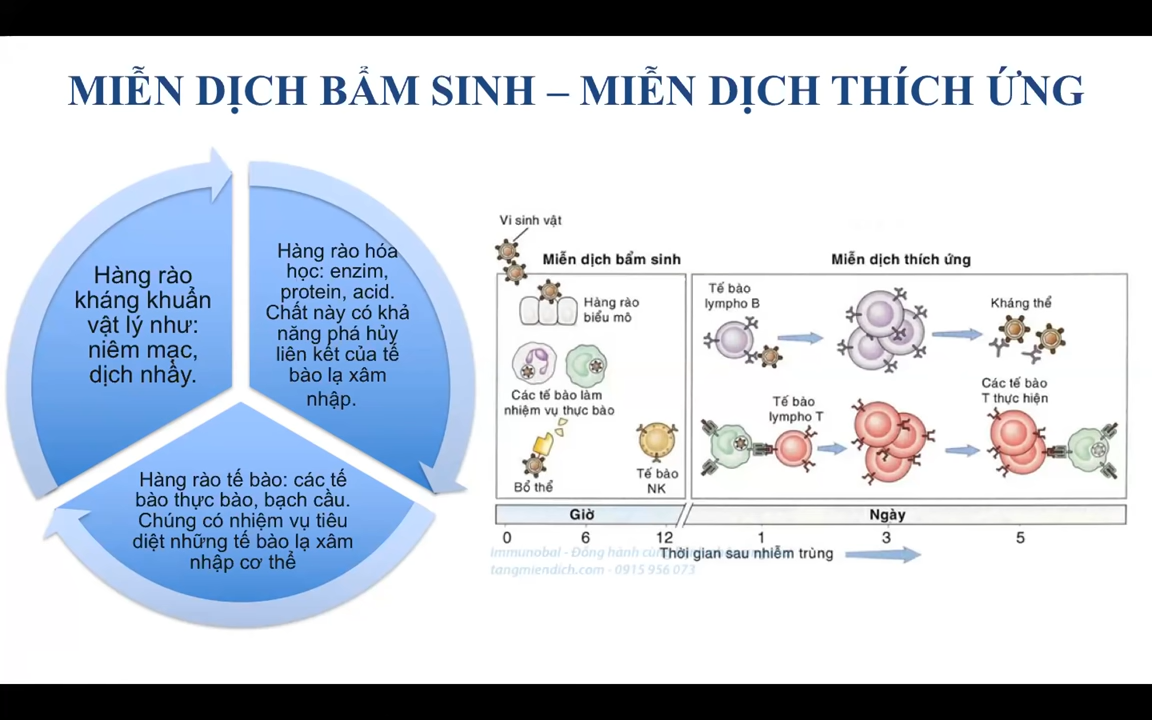 MIỄN DỊCH BẨM SINH – MIỄN DỊCH THÍCH ỨNG
Hàng rào
kháng khuẩn
vật lý như:
niêm mạc,
dịch nhầy.
Hàng rào hóa
học: enzim,
protein, acid.
Chất này có khả
năng phá hủy
liên kết của tế
bào lạ xâm
nhập.
Hàng rào tế bào: các tế
bào thực bào, bạch cầu.
Chúng có nhiệm vụ tiêu
diệt những tế bào lạ xâm
nhập cơ thể
Vi sinh vật
Miễn dịch bẩm sinh
Hàng rào
biểu mô
Các tế bào làm
nhiệm vụ thực bào
Bổ thể
Tế bào
NK
Miễn dịch thích ứng
Tế bào
lympho B
Kháng thể
Tế bào
lympho T
Các tế bào
T thực hiện
Giờ
Ngày
0 6 12 1 3 5
Thời gian sau nhiễm trùng
Immunobal - Đồng hành cùng
tangmiendich.com - 0915 956 073